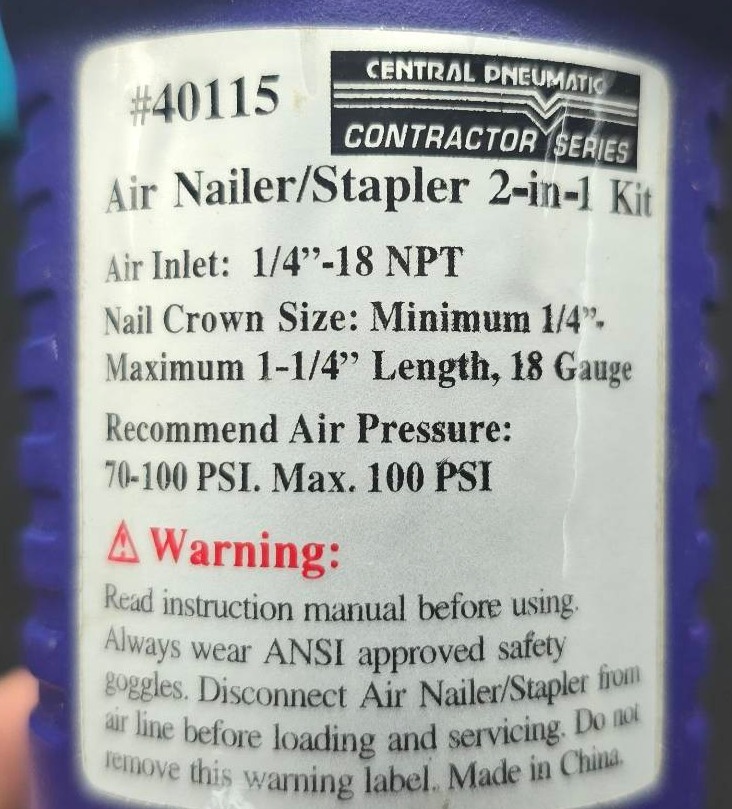 #40115
CENTRAL PNEUMATIC
CONTRACTOR SERIES
Air Nailer/Stapler 2-in-1 Kit
Air Inlet: 1/4”-18 NPT
Nail Crown Size: Minimum 1/4”-
Maximum 1-1/4” Length, 18 Gauge
Recommend Air Pressure:
70-100 PSI. Max. 100 PSI
Warning:
Read instruction manual before using.
Always wear ANSI approved safety
goggles. Disconnect Air Nailer/Stapler from
air line before loading and servicing. Do not
remove this warning label. Made in China.